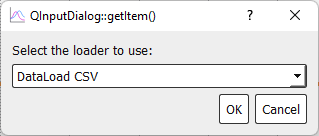 QInputDialog::getItem()
Select the loader to use:
DataLoad CSV
OK Cancel